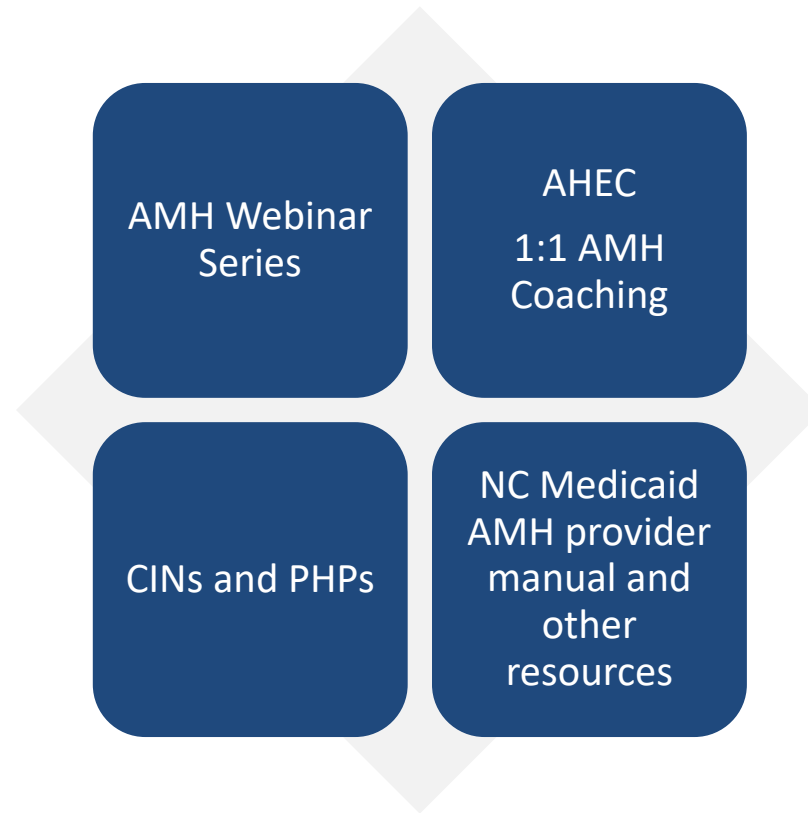 AMH Webinar
Series
AHEC
1:1 AMH
Coaching
CINs and PHPs
NC Medicaid
AMH provider
manual and
other
resources